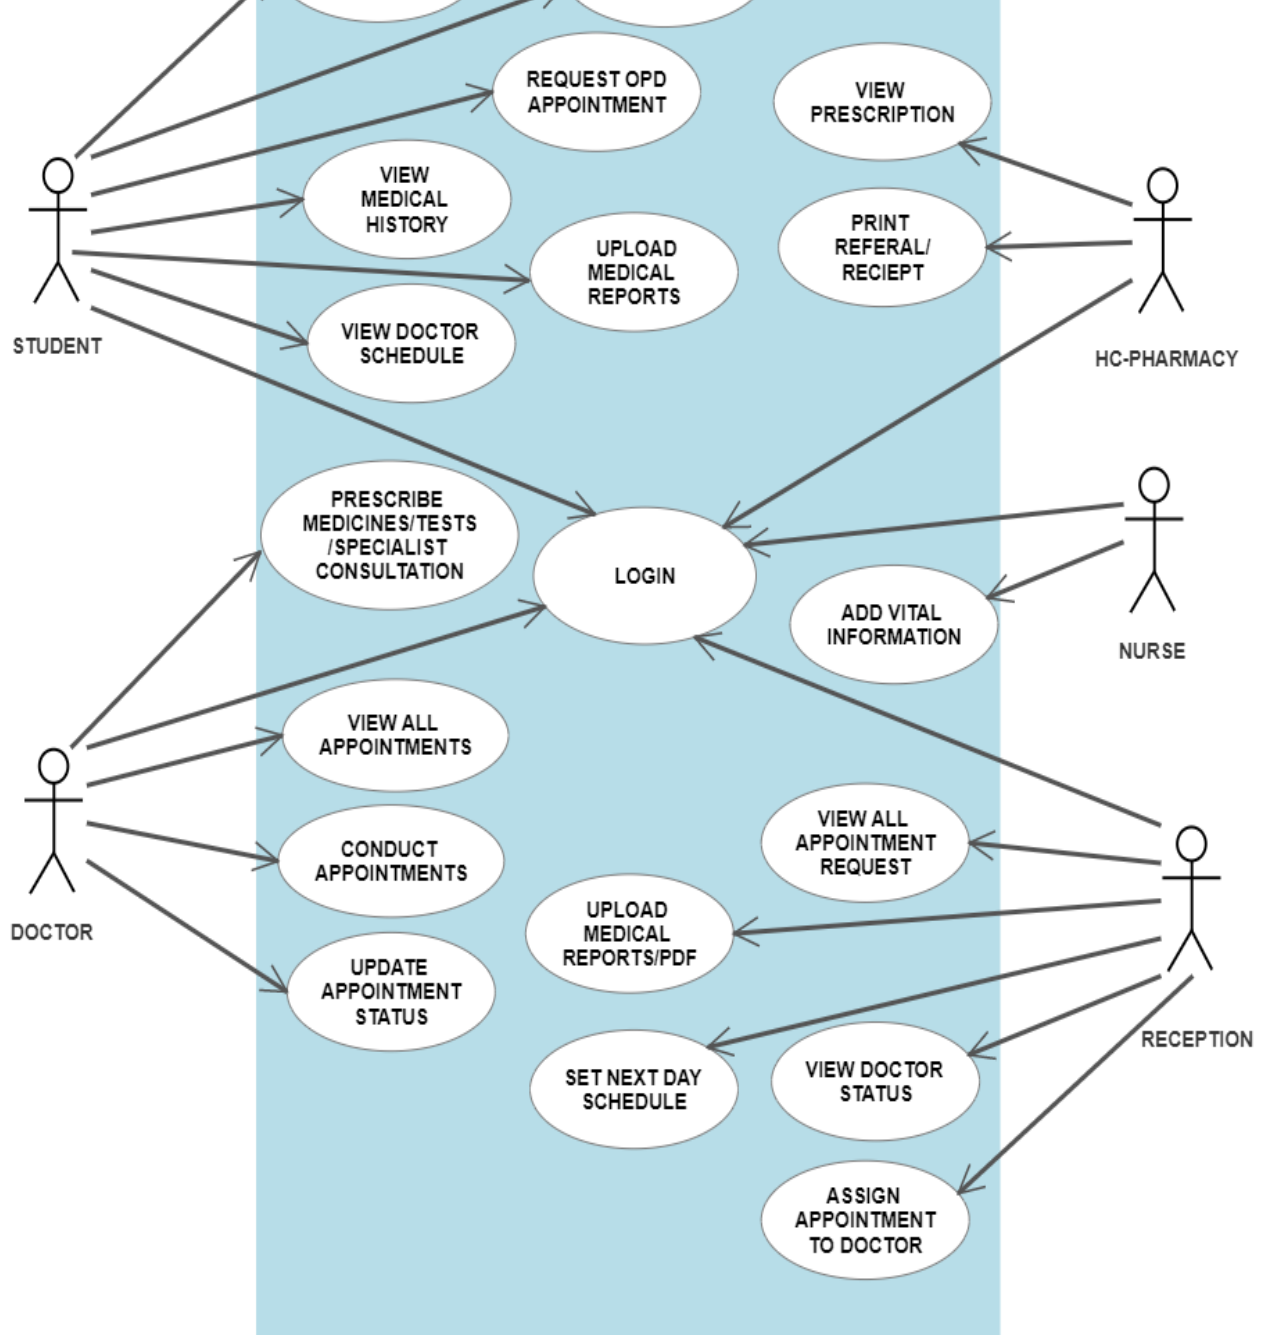 REQUEST OPD
APPOINTMENT
VIEW
PRESCRIPTION
VIEW
MEDICAL
HISTORY
PRINT
REFERAL/
RECIEPT
UPLOAD
MEDICAL
REPORTS
VIEW DOCTOR
SCHEDULE
STUDENT
HC-PHARMACY
PRESCRIBE
MEDICINES/TESTS
/SPECIALIST
CONSULTATION
LOGIN
ADD VITAL
INFORMATION
NURSE
VIEW ALL
APPOINTMENTS
CONDUCT
APPOINTMENTS
VIEW ALL
APPOINTMENT
REQUEST
DOCTOR
UPLOAD
MEDICAL
REPORTS/PDF
UPDATE
APPOINTMENT
STATUS
RECEPTION
SET NEXT DAY
SCHEDULE
VIEW DOCTOR
STATUS
ASSIGN
APPOINTMENT
TO DOCTOR